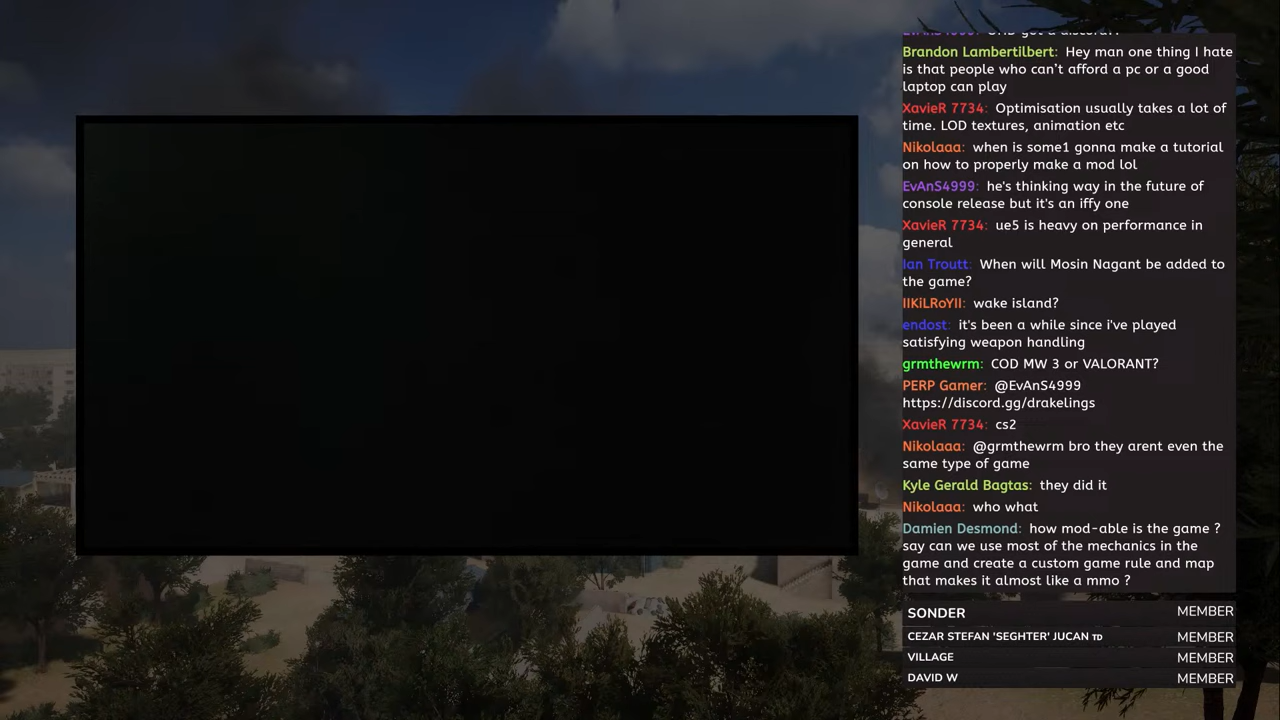 Brandon Lambertilbert: Hey man one thing I hate
is that people who can't afford a pc or a good
laptop can play
XavieR 7734: Optimisation usually takes a lot of
time. LOD textures, animation etc
Nikolaaa: when is some1 gonna make a tutorial
on how to properly make a mod lol
EvAnS4999: he's thinking way in the future of
console release but it's an iffy one
XavieR 7734: ue5 is heavy on performance in
general
Ian Troutt: When will Mosin Nagant be added to
the game?
IIKiLRoYII: wake island?
endost: it's been a while since i've played
satisfying weapon handling
grmthewrm: COD MW 3 or VALORANT?
PERP Gamer: @EvAnS4999
https://discord.gg/drakelings
XavieR 7734: cs2
Nikolaaa: @grmthewrm bro they arent even the
same type of game
Kyle Gerald Bagtas: they did it
Nikolaaa: who what
Damien Desmond: how mod-able is the game ?
say can we use most of the mechanics in the
game and create a custom game rule and map
that makes it almost like a mmo ?
SONDER MEMBER
CEZAR STEFAN 'SEGHTER' JUCAN TD MEMBER
VILLAGE MEMBER
DAVID W MEMBER